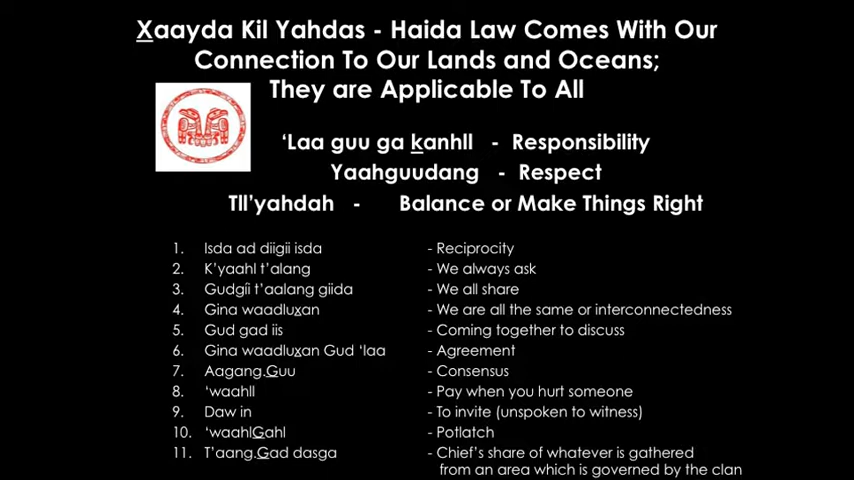 Xaayda Kil Yahdas - Haida Law Comes With Our
Connection To Our Lands and Oceans;
They are Applicable To All
‘Laa guu ga kanhll - Responsibility
Yaahguudang - Respect
Tll’yahdah - Balance or Make Things Right
1. Isda ad diigii isda - Reciprocity
2. K’yaahl t’alang - We always ask
3. Gudgîi t’aalang giida - We all share
4. Gina waadluxan - We are all the same or interconnectedness
5. Gud gad iis - Coming together to discuss
6. Gina waadluxan Gud ‘laa - Agreement
7. Aagang.Guu - Consensus
8. ‘waahll - Pay when you hurt someone
9. Daw in - To invite (unspoken to witness)
10. ‘waahlGahl - Potlatch
11. T’aang.Gad dasga - Chief’s share of whatever is gathered
from an area which is governed by the clan